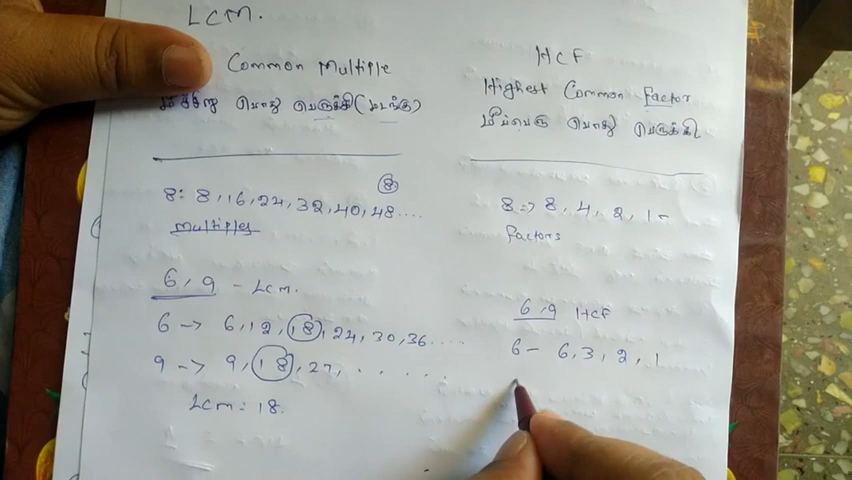 LCM.
Common Multiple
பொது பெருக்கி(மடங்கு)
8: 8, 16, 24, 32, 40, 48....
8
multiples
6, 9 - LCM.
6 -> 6, 12, 18, 24, 30, 36.....
9 -> 9, 18, 27, . . . . . .
LCM: 18.
HCF
Highest Common Factor
மீப்பெரு பொது
8 => 8, 4, 2, 1 -
factors
6, 9 HCF
6 - 6, 3, 2, 1